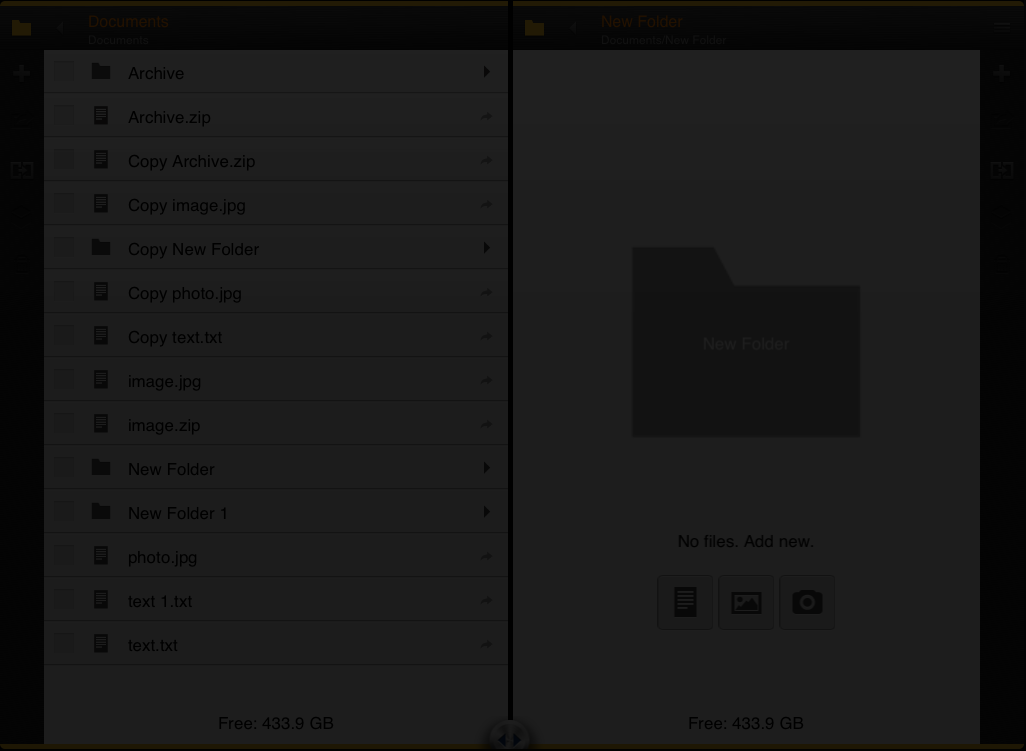 Documents
Documents
Archive
Archive.zip
Copy Archive.zip
Copy image.jpg
Copy New Folder
Copy photo.jpg
Copy text.txt
image.jpg
image.zip
New Folder
New Folder 1
photo.jpg
text 1.txt
text.txt
Free: 433.9 GB
New Folder
Documents/New Folder
New Folder
No files. Add new.
Free: 433.9 GB